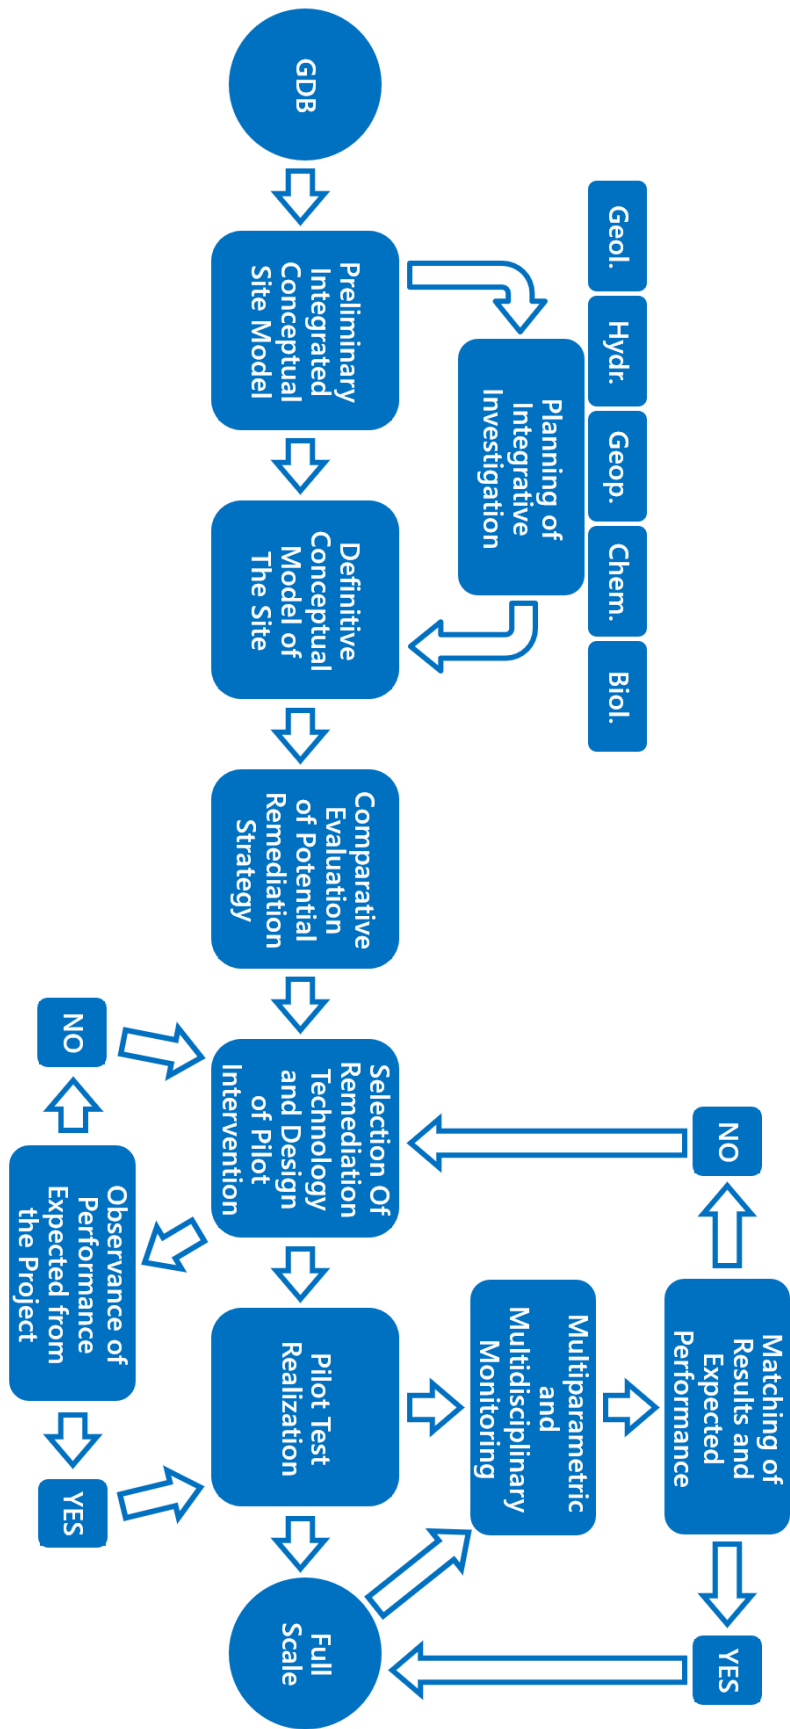 NO
Matching of
Results and
Expected
Performance
YES
Geol.
Hydr.
Geop.
Chem.
Biol.
Planning of
Integrative
Investigation
Multiparametric
and
Multidisciplinary
Monitoring
GDB
Preliminary
Integrated
Conceptual
Site Model
Definitive
Conceptual
Model of
The Site
Comparative
Evaluation
of Potential
Remediation
Strategy
Selection Of
Remediation
Technology
and Design
of Pilot
Intervention
Pilot Test
Realization
Full
Scale
NO
Observance of
Performance
Expected from
the Project
YES